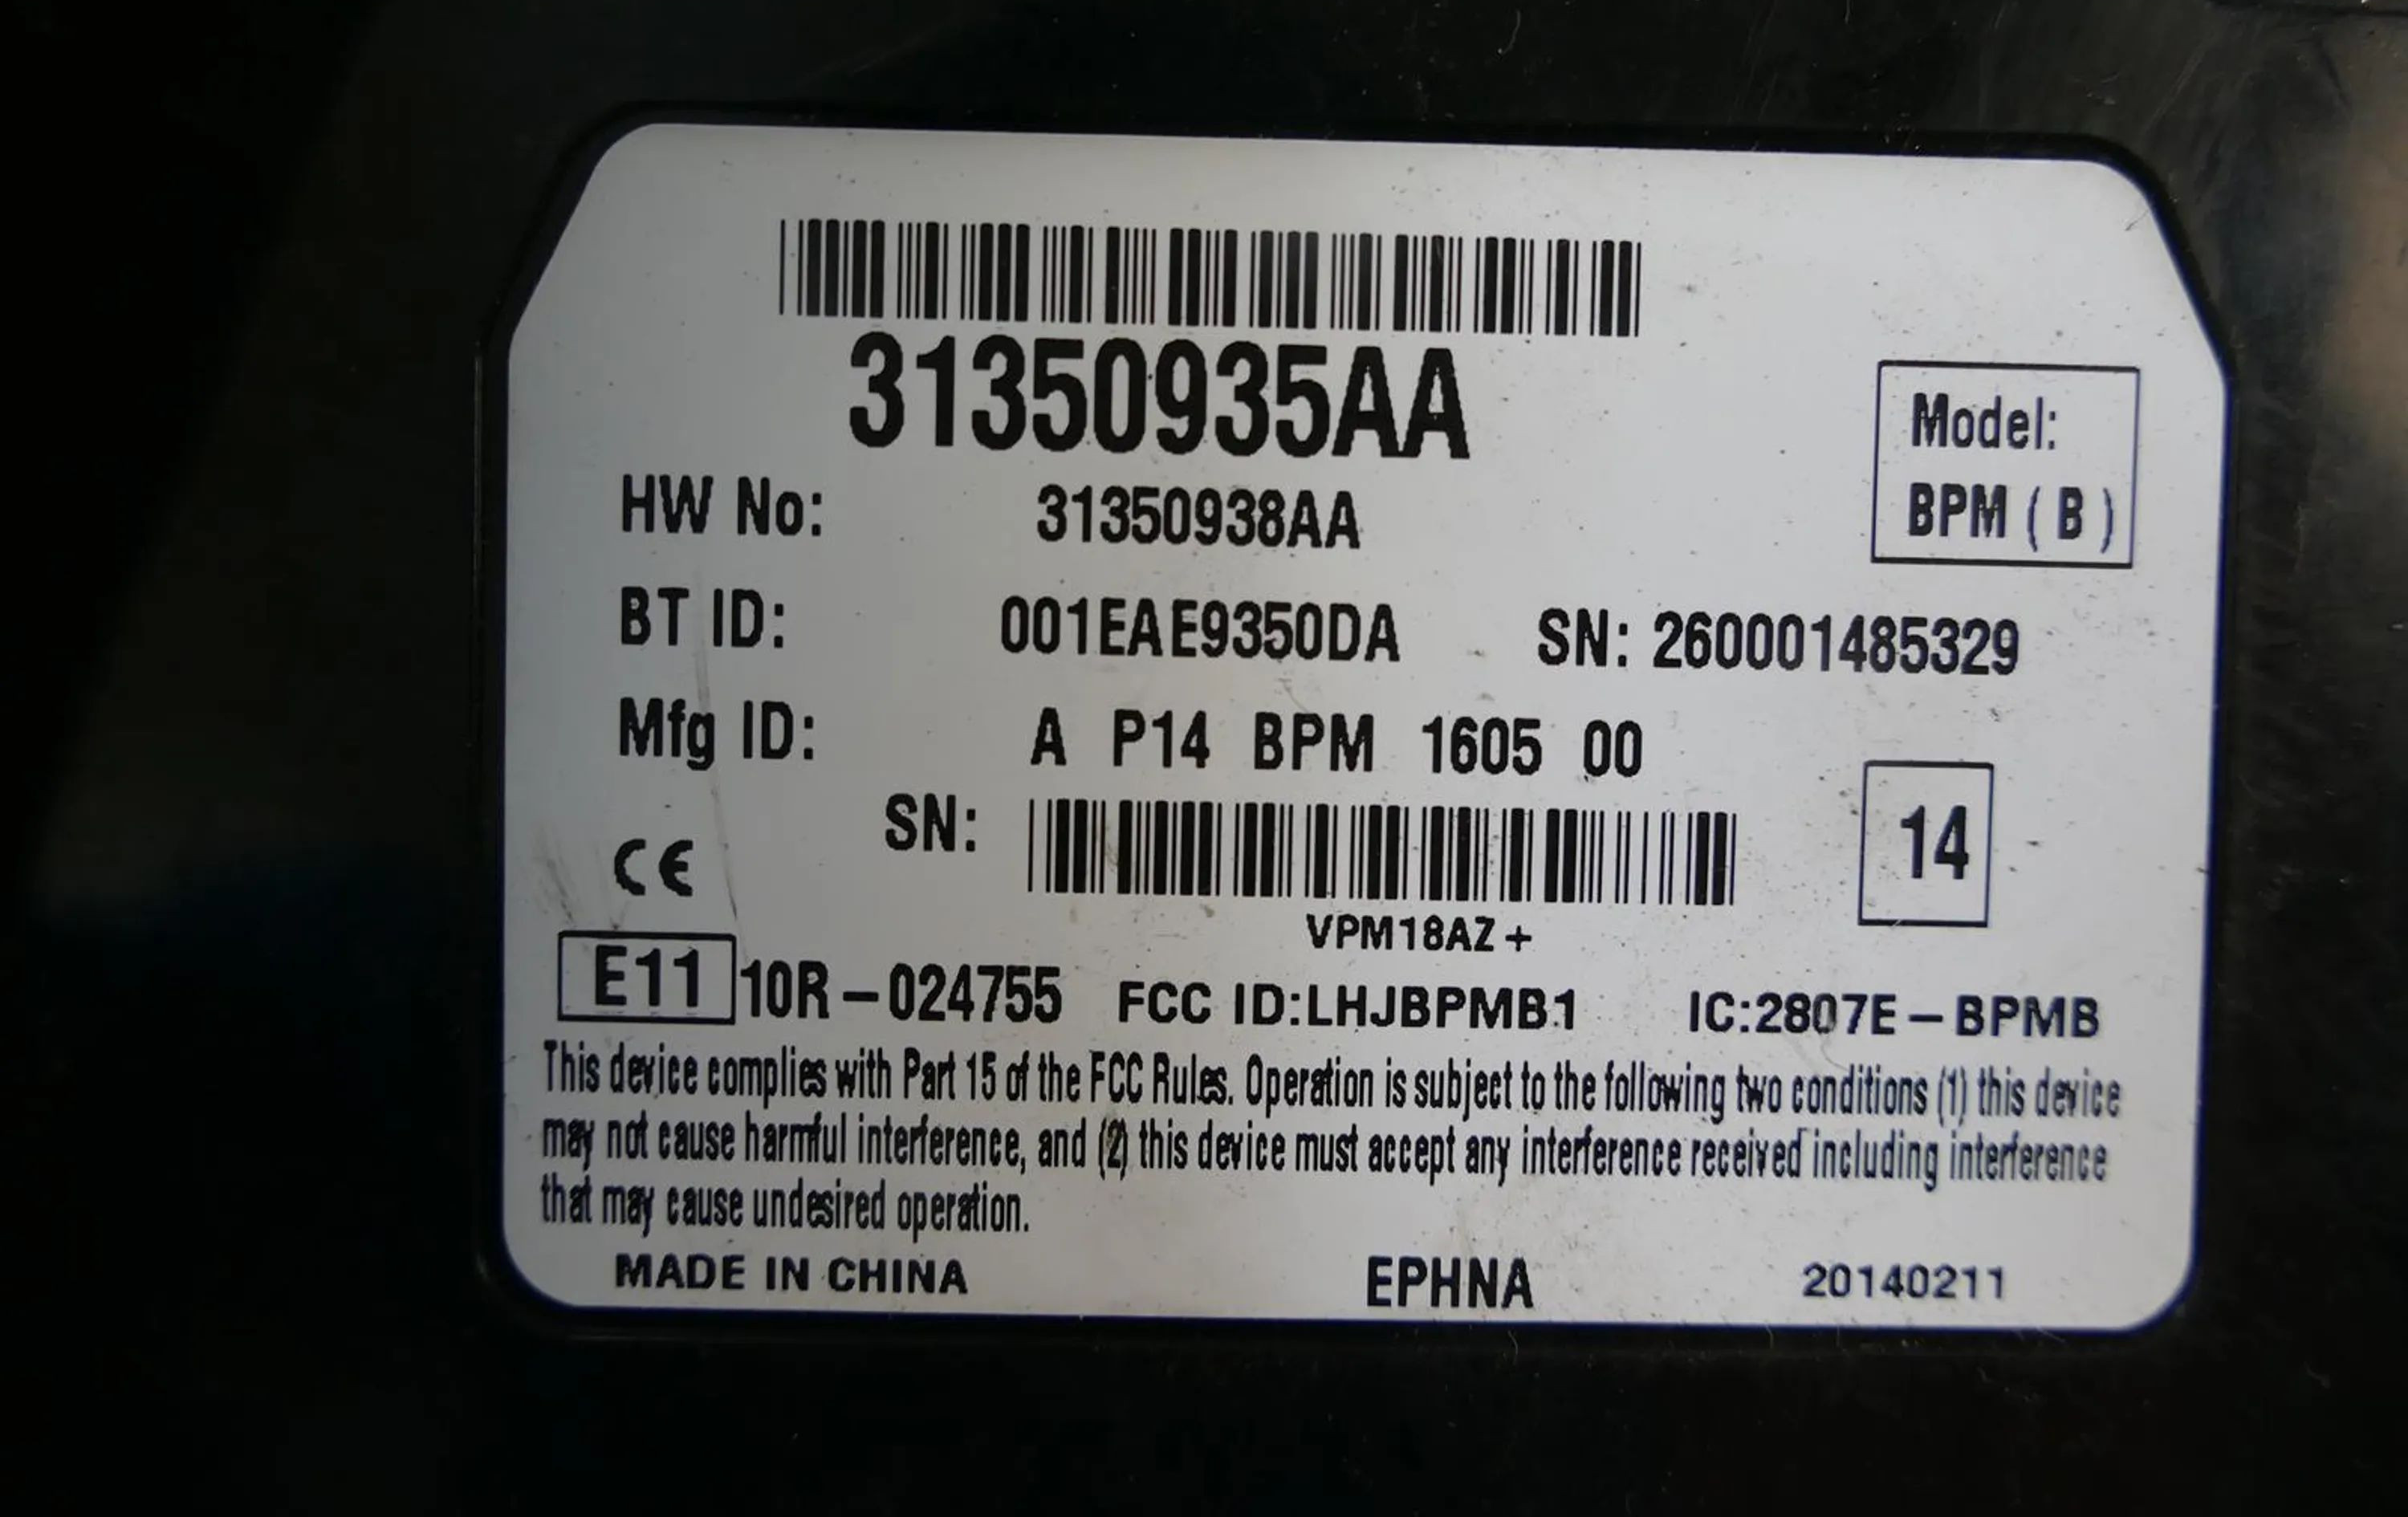 31350935AA
Model:
BPM ( B )
HW No: 31350938AA
BT ID: 001EAE9350DA SN: 260001485329
Mfg ID: A P14 BPM 1605 00
SN:
14
CE
VPM18AZ+
E11 10R-024755 FCC ID:LHJBPMB1 IC:2807E-BPMB
This device complies with Part 15 of the FCC Rules. Operation is subject to the following two conditions (1) this device
may not cause harmful interference, and (2) this device must accept any interference received including interference
that may cause undesired operation.
MADE IN CHINA EPHNA 20140211